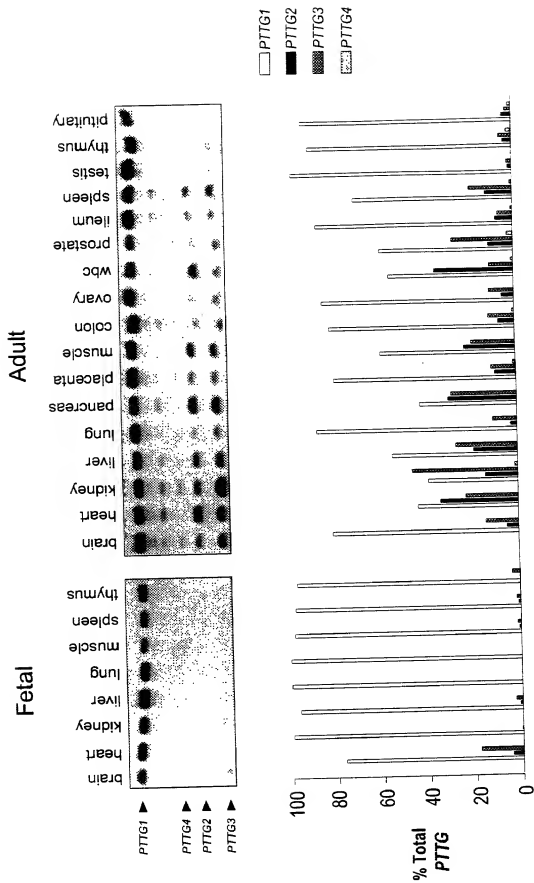 Fetal
Adult
brain
heart
kidney
liver
lung
muscle
spleen
thymus
brain
heart
kidney
liver
lung
pancreas
placenta
muscle
colon
ovary
wbc
prostate
ileum
spleen
testis
thymus
pituitary
PTTG1
PTTG4
PTTG2
PTTG3
% Total
PTTG
100
80
60
40
20
0
PTTG1
PTTG2
PTTG3
PTTG4